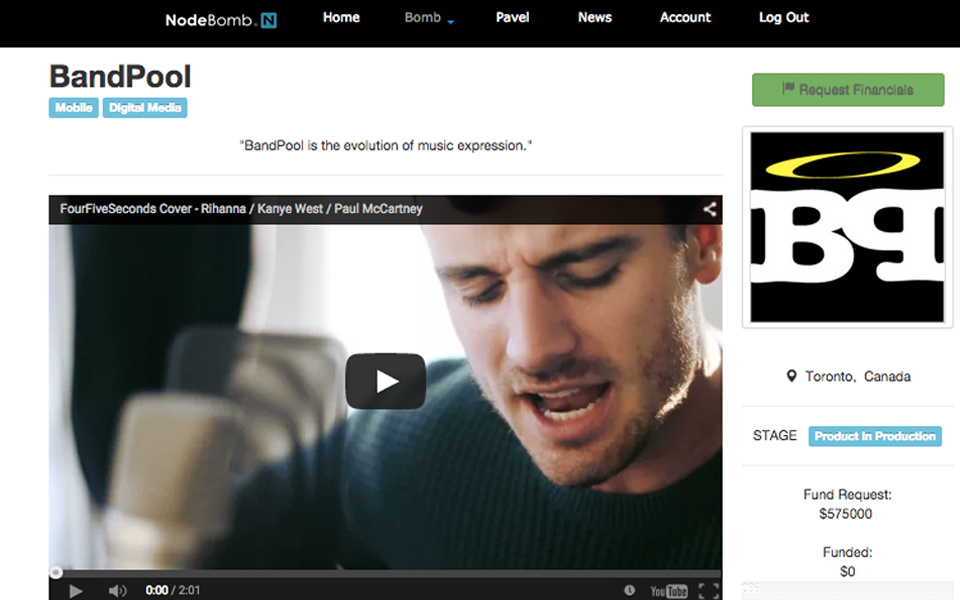 NodeBomb. N
Home
Bomb
Pavel
News
Account
Log Out
BandPool
Mobile
Digital Media
"BandPool is the evolution of music expression."
FourFiveSeconds Cover - Rihanna / Kanye West / Paul McCartney
0:00 / 2:01
YouTube
Request Financials
BP
Toronto, Canada
STAGE
Product In Production
Fund Request:
$575000
Funded:
$0